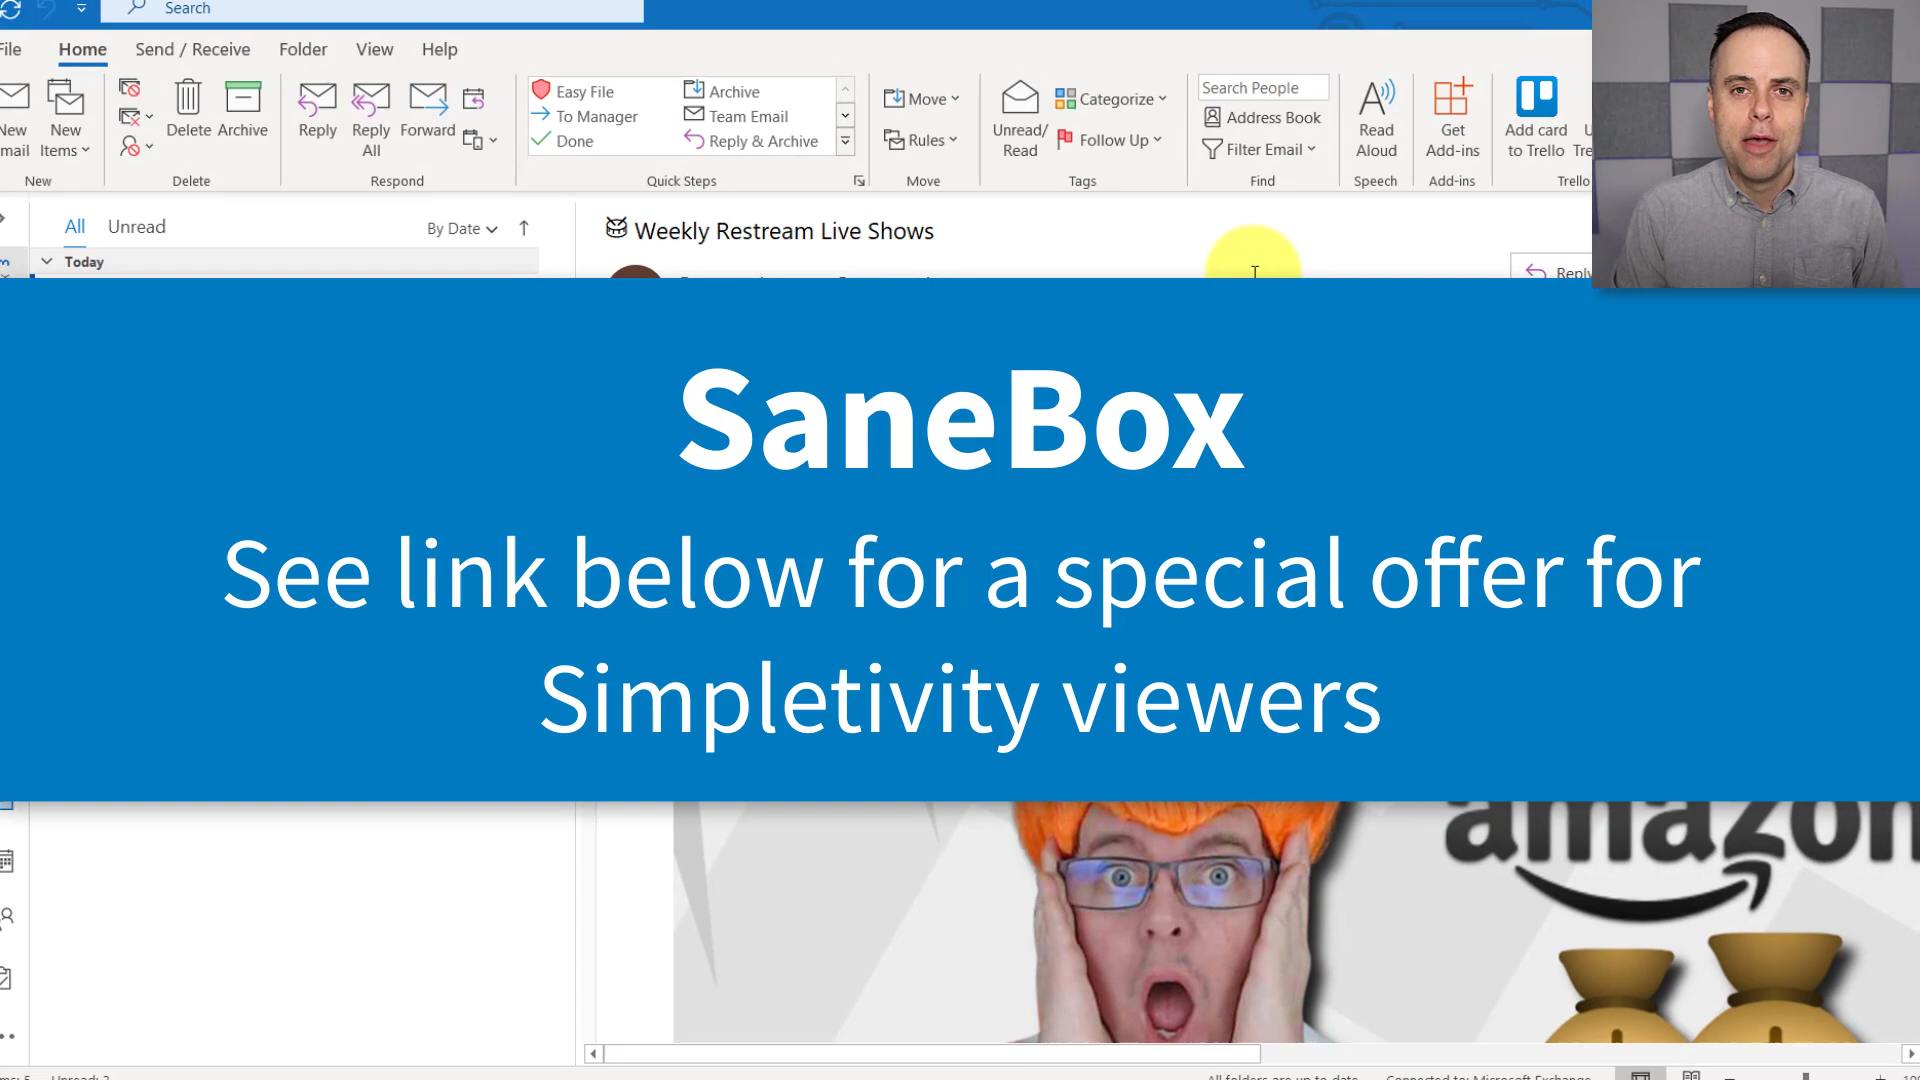 Search
File Home Send / Receive Folder View Help
Easy File
To Manager
Done
Archive
Team Email
Reply & Archive
Move
Rules
Categorize
Follow Up
Search People
Address Book
Filter Email
New
Items
Delete Archive
Reply
Reply
All
Forward
Unread/
Read
Read
Aloud
Get
Add-ins
Add card
to Trello
New Delete Respond Quick Steps Move Tags Find Speech Add-ins Trello
All Unread By Date
Today
Weekly Restream Live Shows
Reply
SaneBox
See link below for a special offer for
Simpletivity viewers
amazon